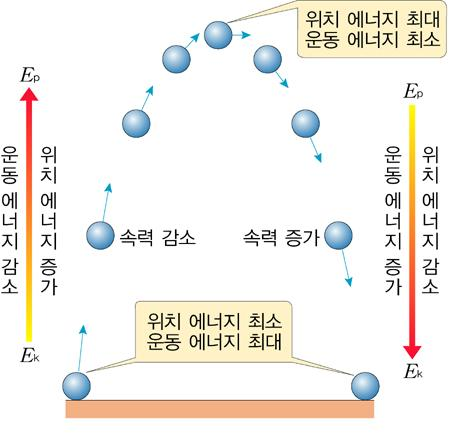 위치 에너지 최대
운동 에너지 최소
Ep
운동 에너지 감소
위치 에너지 증가
Ek
속력 감소
속력 증가
Ep
운동 에너지 증가
위치 에너지 감소
Ek
위치 에너지 최소
운동 에너지 최대